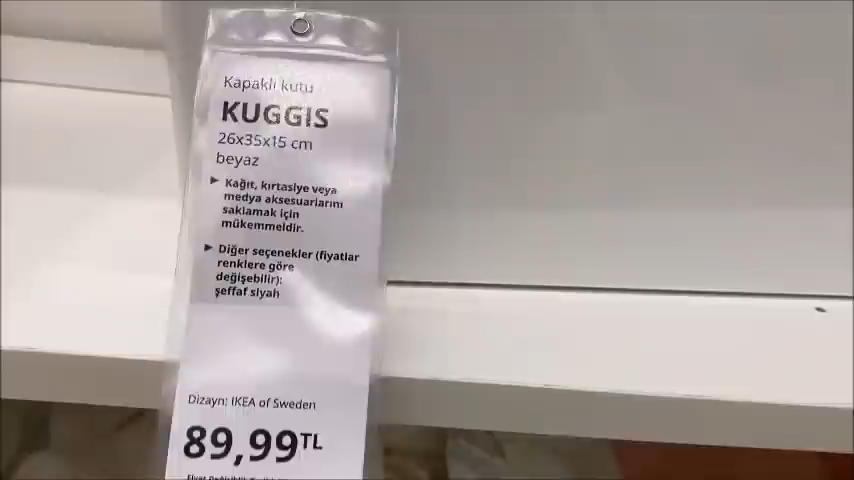 Kapaklı kutu
KUGGIS
26x35x15 cm
beyaz
► Kağıt, kırtasiye veya
medya aksesuarlarını
saklamak için
mükemmeldir.
► Diğer seçenekler (fiyatlar
renklere göre
değişebilir):
şeffaf siyah
Dizayn: IKEA of Sweden
89,99TL